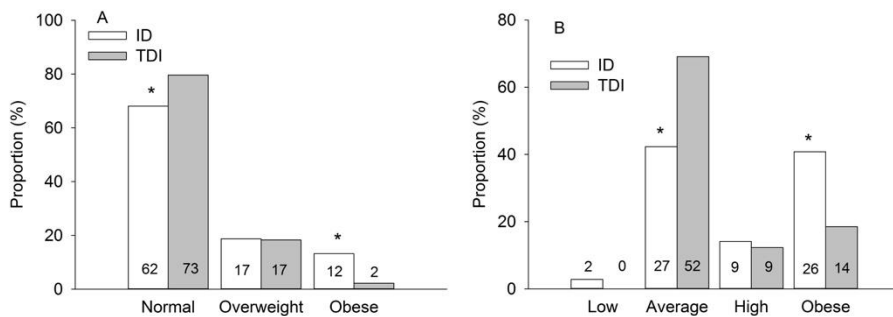 A
ID
TDI
Proportion (%)
100
80
60
40
20
0
*
*
62
73
17
17
12
2
Normal
Overweight
Obese
B
ID
TDI
Proportion (%)
80
60
40
20
0
*
*
2
0
27
52
9
9
26
14
Low
Average
High
Obese